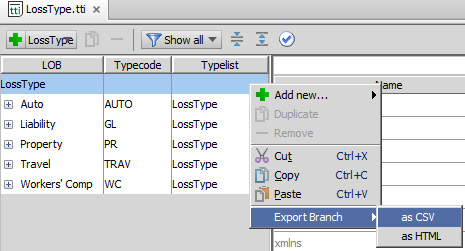 LossType.tti
LossType
Show all
LOB Typecode Typelist
LossType
Name
Auto AUTO LossType
Liability GL LossType
Property PR LossType
Travel TRAV LossType
Workers' Comp WC LossType
Add new...
Duplicate
Remove
Cut Ctrl+X
Copy Ctrl+C
Paste Ctrl+V
Export Branch
as CSV
as HTML
xmlns